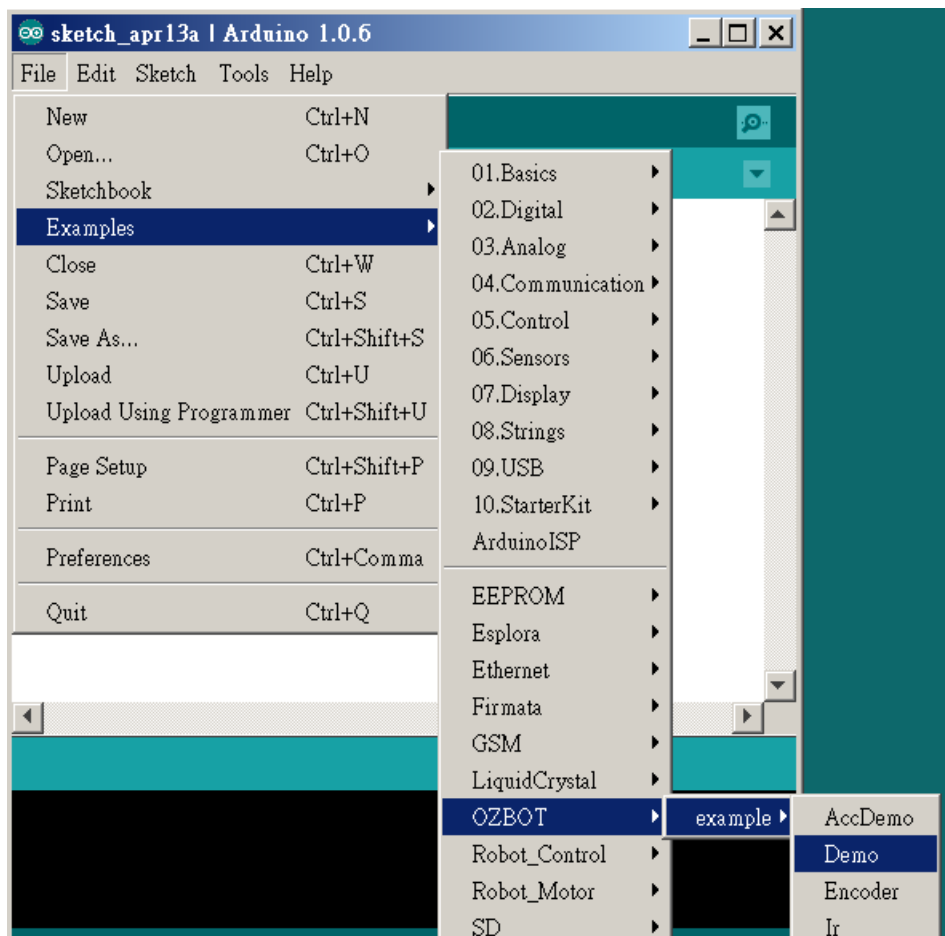 sketch_apr13a | Arduino 1.0.6
File Edit Sketch Tools Help
New Ctrl+N
Open... Ctrl+O
Sketchbook
Examples
Close Ctrl+W
Save Ctrl+S
Save As... Ctrl+Shift+S
Upload Ctrl+U
Upload Using Programmer Ctrl+Shift+U
Page Setup Ctrl+Shift+P
Print Ctrl+P
Preferences Ctrl+Comma
Quit Ctrl+Q
01.Basics
02.Digital
03.Analog
04.Communication
05.Control
06.Sensors
07.Display
08.Strings
09.USB
10.StarterKit
ArduinoISP
EEPROM
Esplora
Ethernet
Firmata
GSM
LiquidCrystal
OZBOT
Robot_Control
Robot_Motor
SD
example
AccDemo
Demo
Encoder
Ir